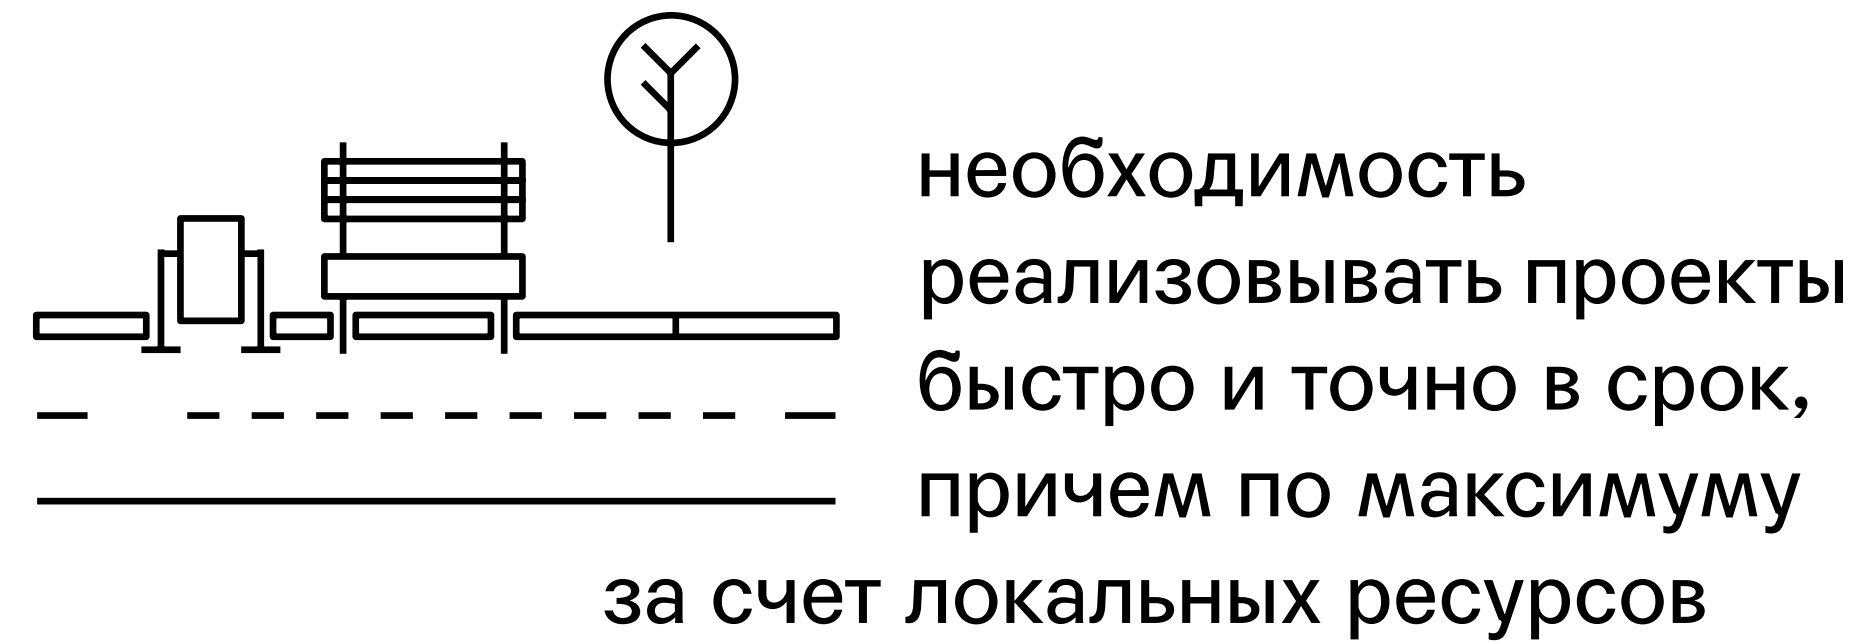 необходимость
реализовывать проекты
быстро и точно в срок,
причем по максимуму
за счет локальных ресурсов